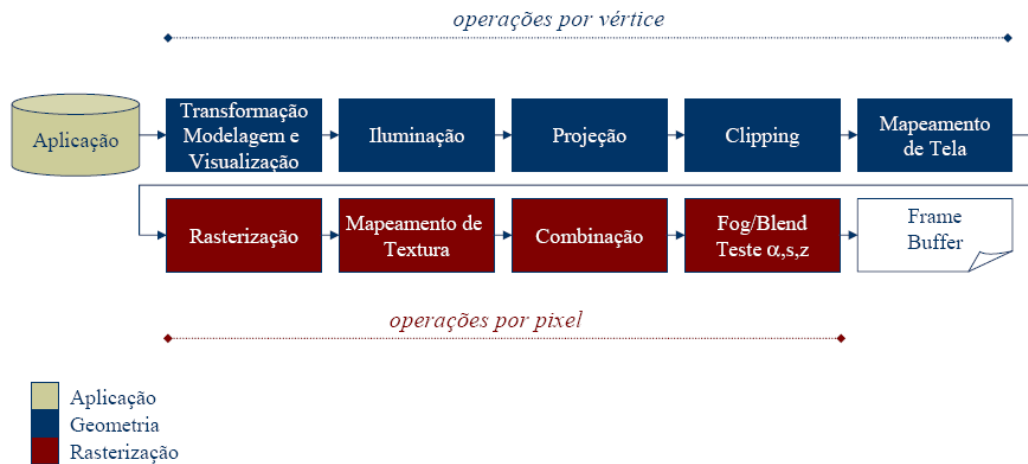 operações por vértice
Aplicação
Transformação
Modelagem e
Visualização
Iluminação
Projeção
Clipping
Mapeamento
de Tela
Rasterização
Mapeamento de
Textura
Combinação
Fog/Blend
Teste α,s,z
Frame
Buffer
operações por pixel
Aplicação
Geometria
Rasterização